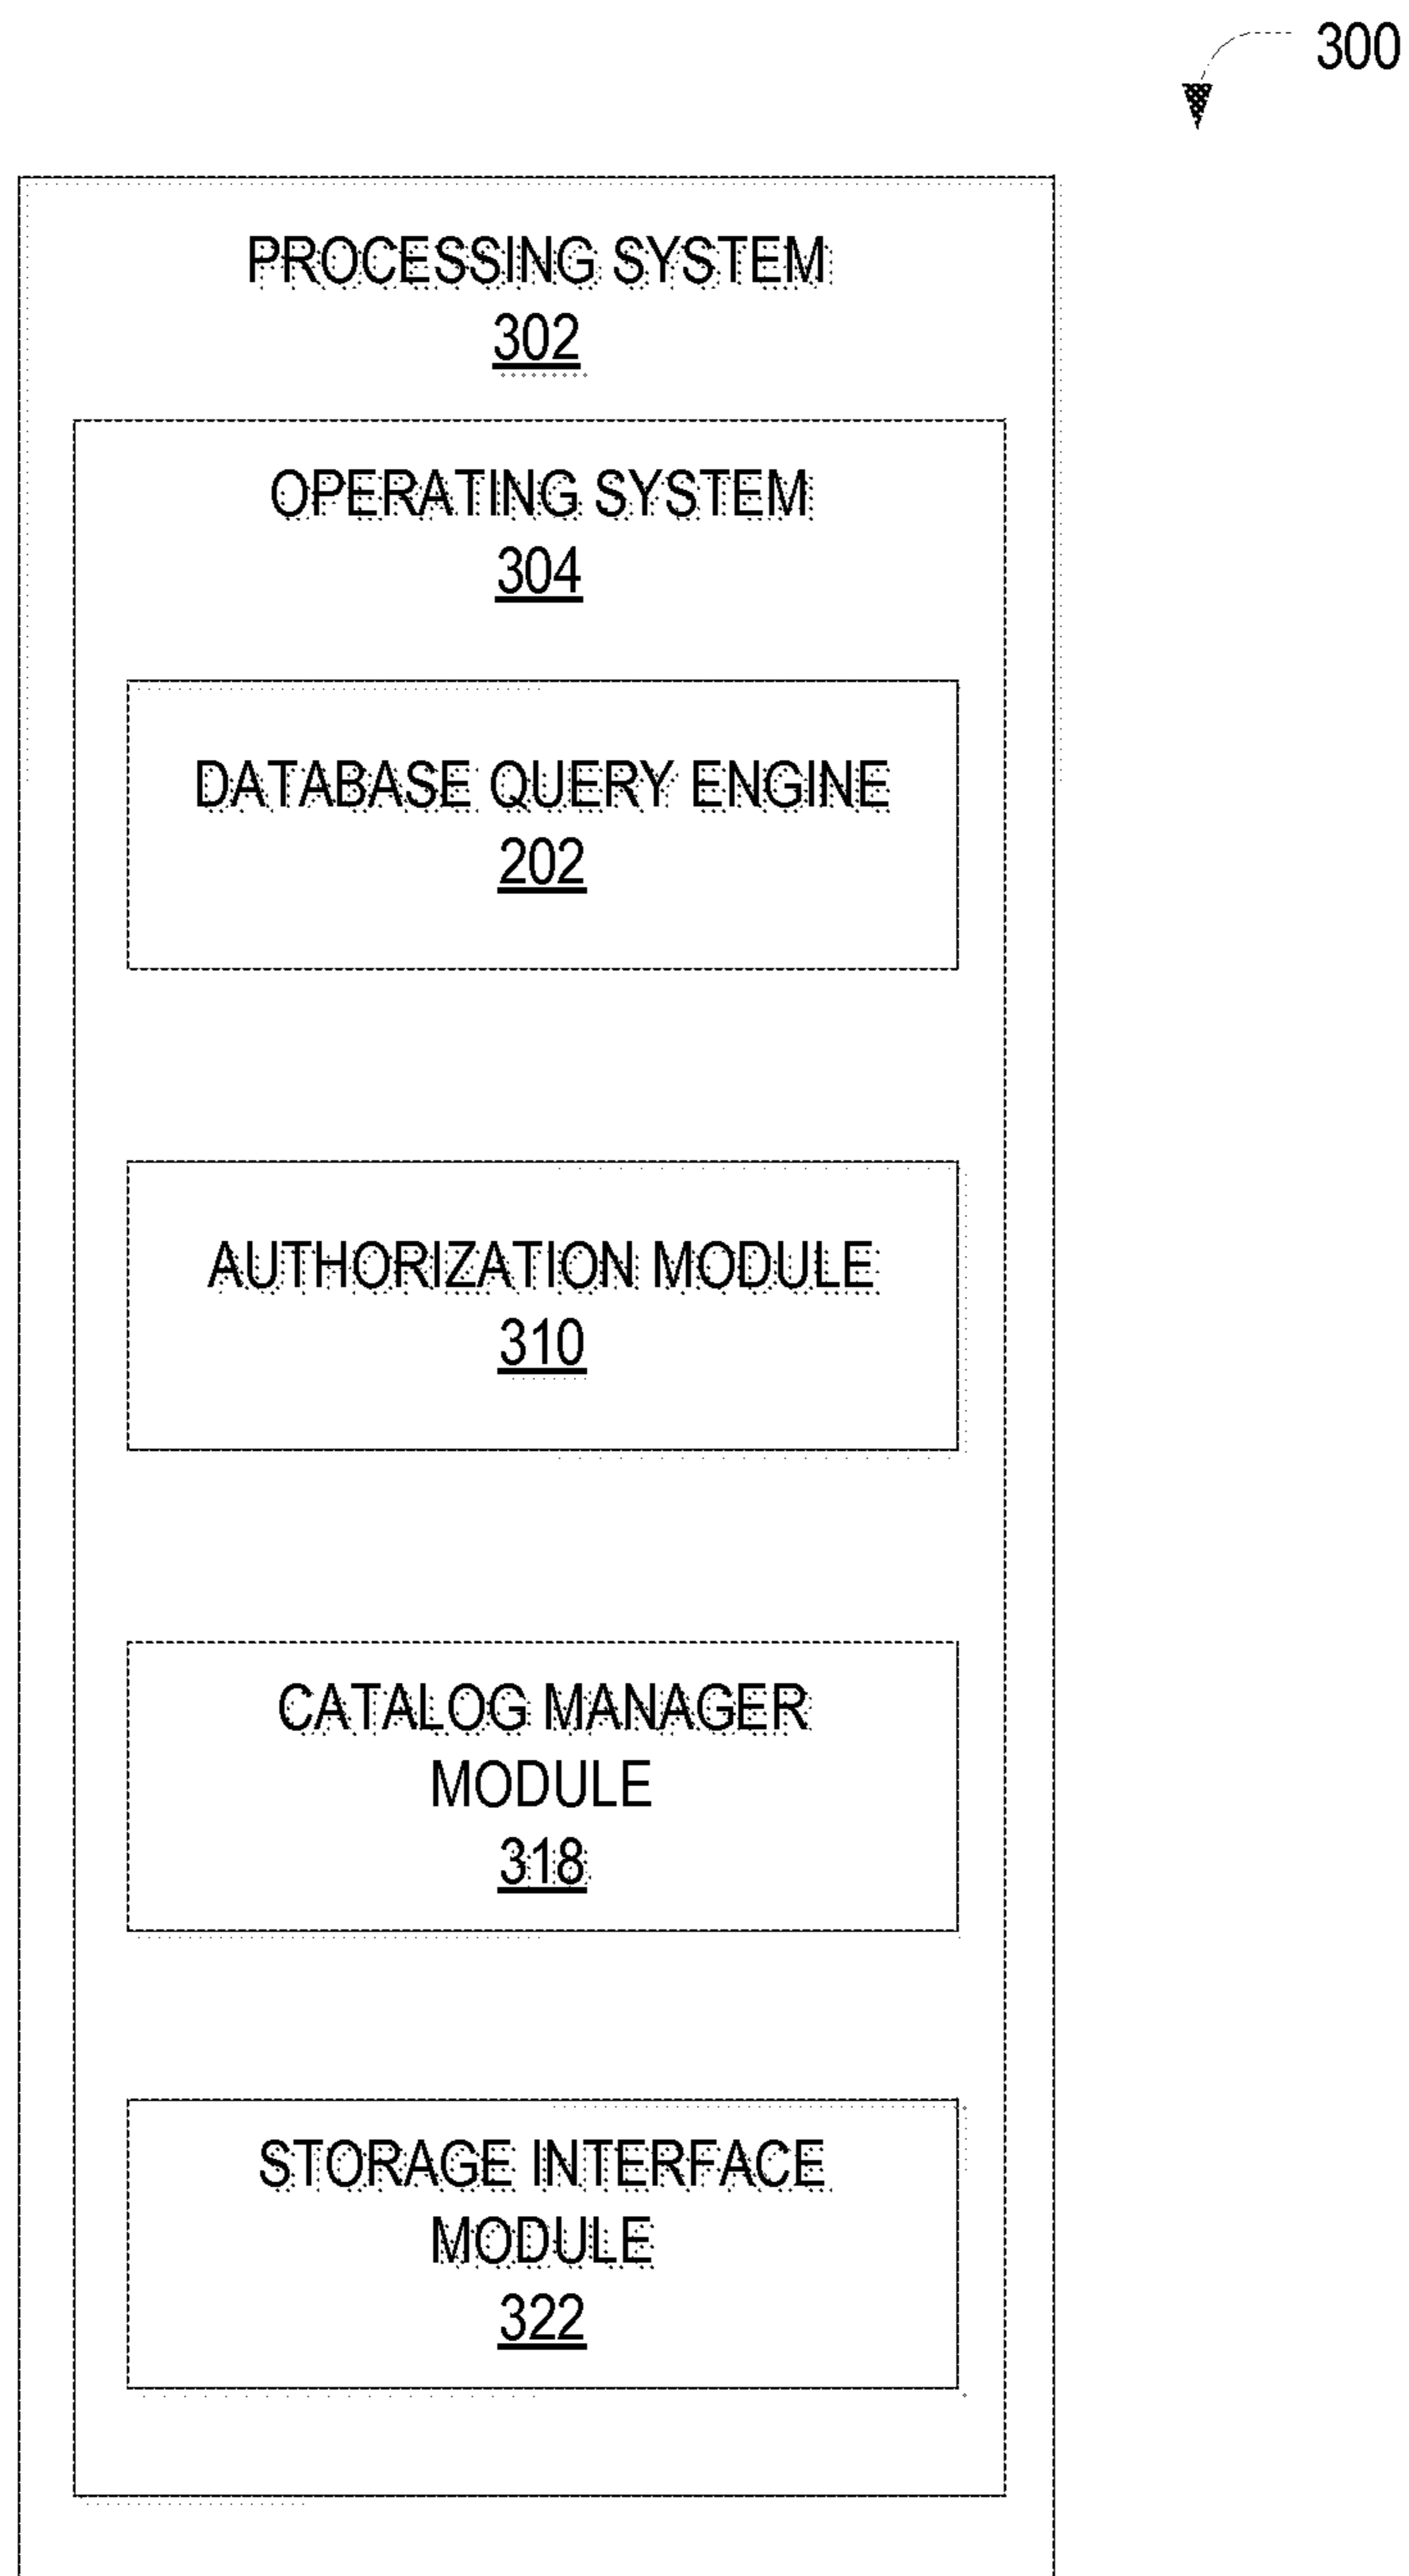 300
PROCESSING SYSTEM
302
OPERATING SYSTEM
304
DATABASE QUERY ENGINE
202
AUTHORIZATION MODULE
310
CATALOG MANAGER
MODULE
318
STORAGE INTERFACE
MODULE
322